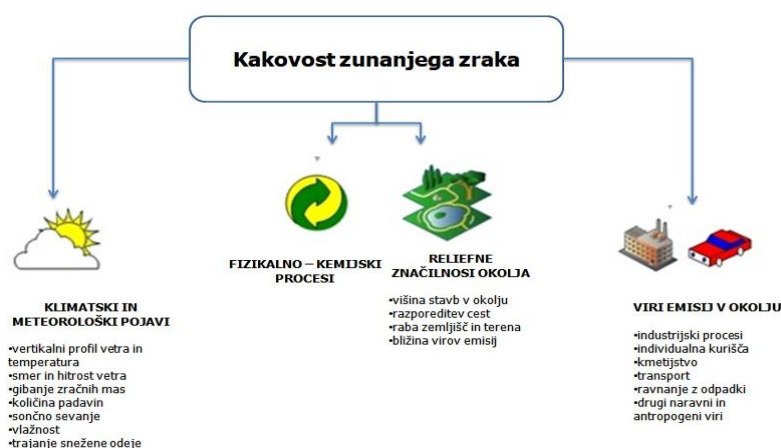 Kakovost zunanjega zraka
KLIMATSKI IN
METEOROLOŠKI POJAVI
•vertikalni profil vetra in
temperatura
•smer in hitrost vetra
•gibanje zračnih mas
•količina padavin
•sončno sevanje
•vlažnost
•trajanje snežene odeje
FIZIKALNO – KEMIJSKI
PROCESI
RELIEFNE
ZNAČILNOSI OKOLJA
•višina stavb v okolju
•razporeditev cest
•raba zemljišč in terena
•bližina virov emisij
VIRI EMISIJ V OKOLJU
•industrijski procesi
•individualna kurišča
•kmetijstvo
•transport
•ravnanje z odpadki
•drugi naravni in
antropogeni viri